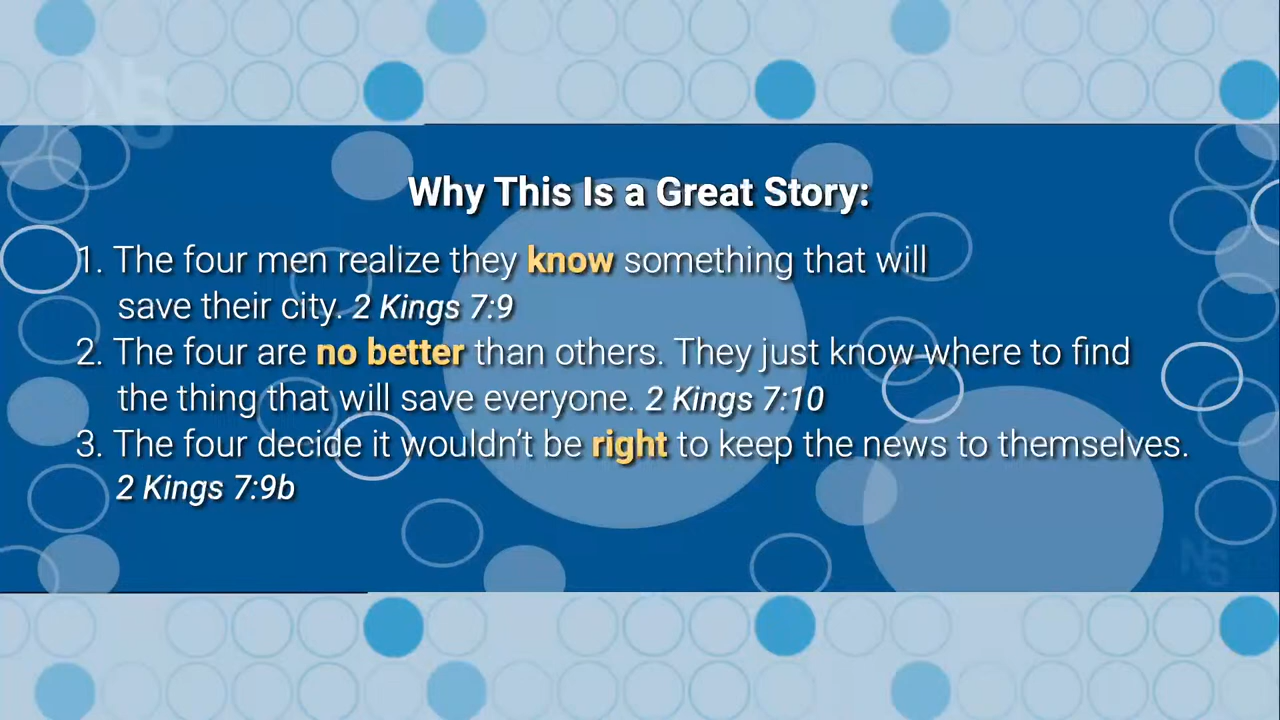 Why This Is a Great Story:
1. The four men realize they know something that will
save their city. 2 Kings 7:9
2. The four are no better than others. They just know where to find
the thing that will save everyone. 2 Kings 7:10
3. The four decide it wouldn't be right to keep the news to themselves.
2 Kings 7:9b